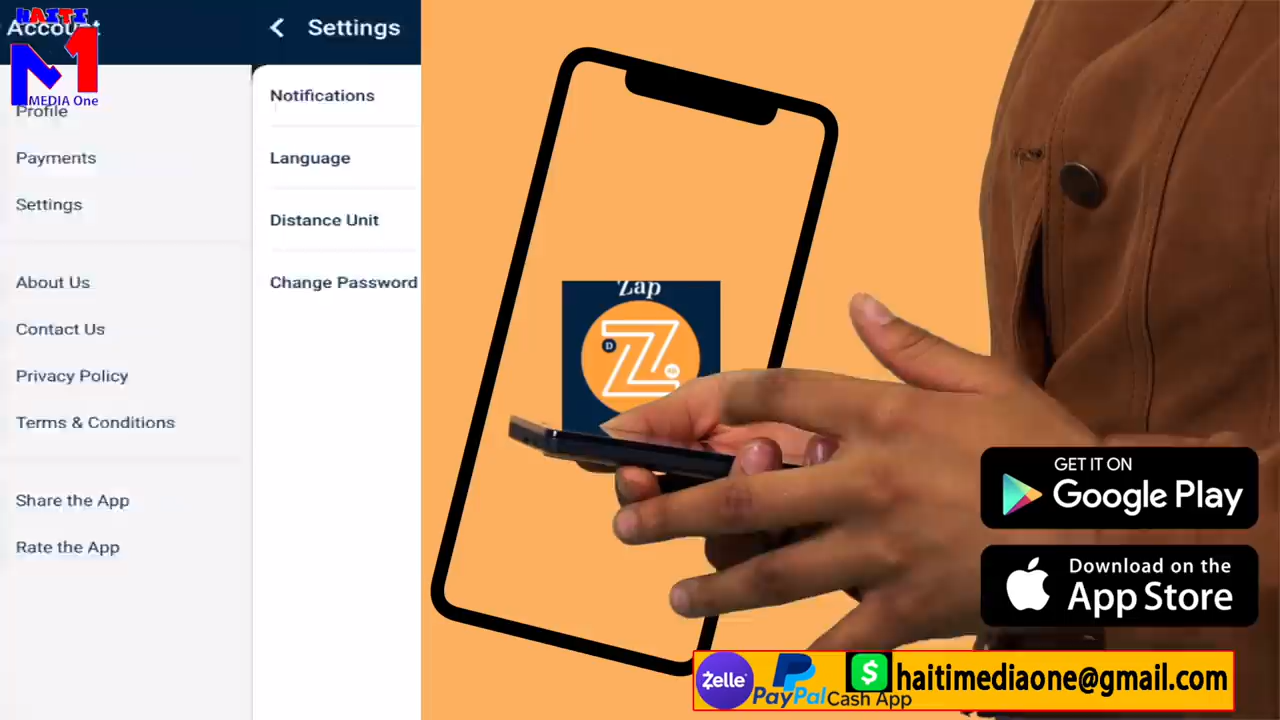 HAITI
M1
MEDIA One
Account
Profile
Payments
Settings
About Us
Contact Us
Privacy Policy
Terms & Conditions
Share the App
Rate the App
Settings
Notifications
Language
Distance Unit
Change Password
Zap
D
Z
GET IT ON
Google Play
Download on the
App Store
Zelle
PayPal
$
Cash App
haitimediaone@gmail.com